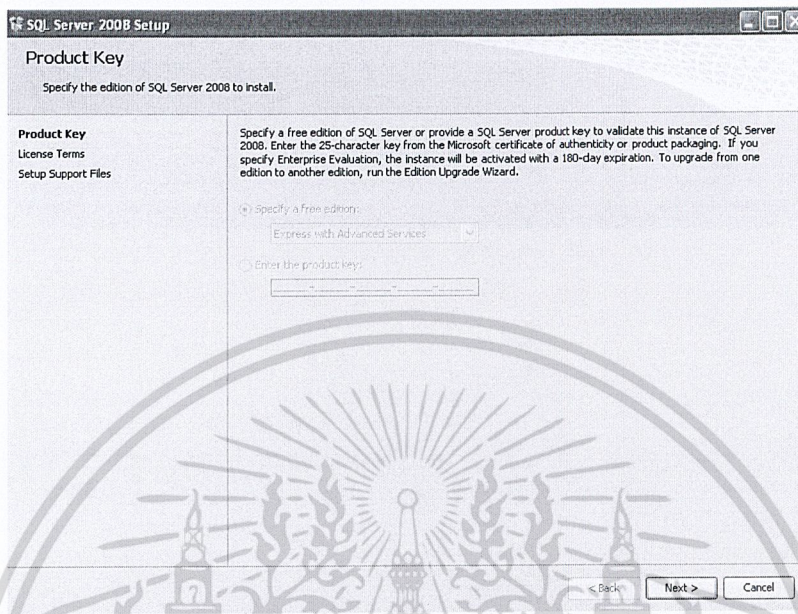 SQL Server 2008 Setup
Product Key
Specify the edition of SQL Server 2008 to install.
Product Key
License Terms
Setup Support Files
Specify a free edition of SQL Server or provide a SQL Server product key to validate this instance of SQL Server
2008. Enter the 25-character key from the Microsoft certificate of authenticity or product packaging. If you
specify Enterprise Evaluation, the instance will be activated with a 180-day expiration. To upgrade from one
edition to another edition, run the Edition Upgrade Wizard.
Specify a free edition:
Express with Advanced Services
Enter the product key:
< Back
Next >
Cancel